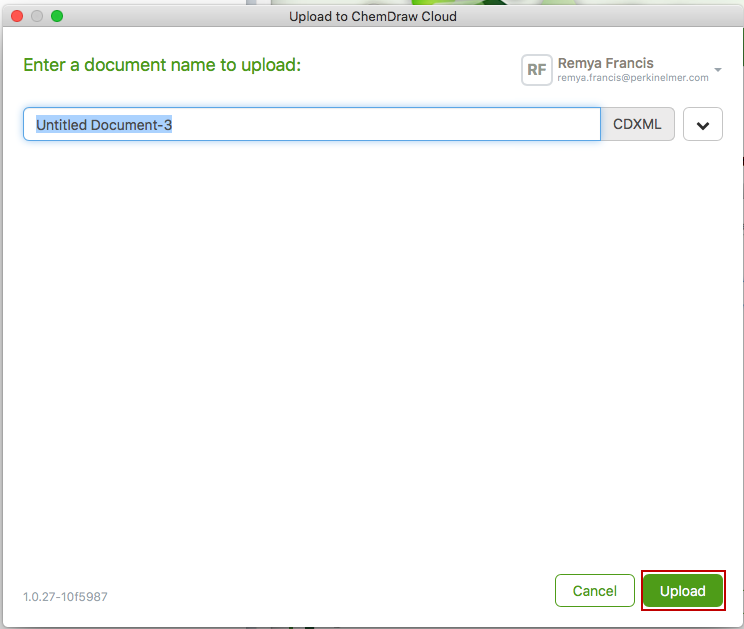 Upload to ChemDraw Cloud
Enter a document name to upload:
RF
Remya Francis
remya.francis@perkinelmer.com
Untitled Document-3
CDXML
1.0.27-10f5987
Cancel
Upload